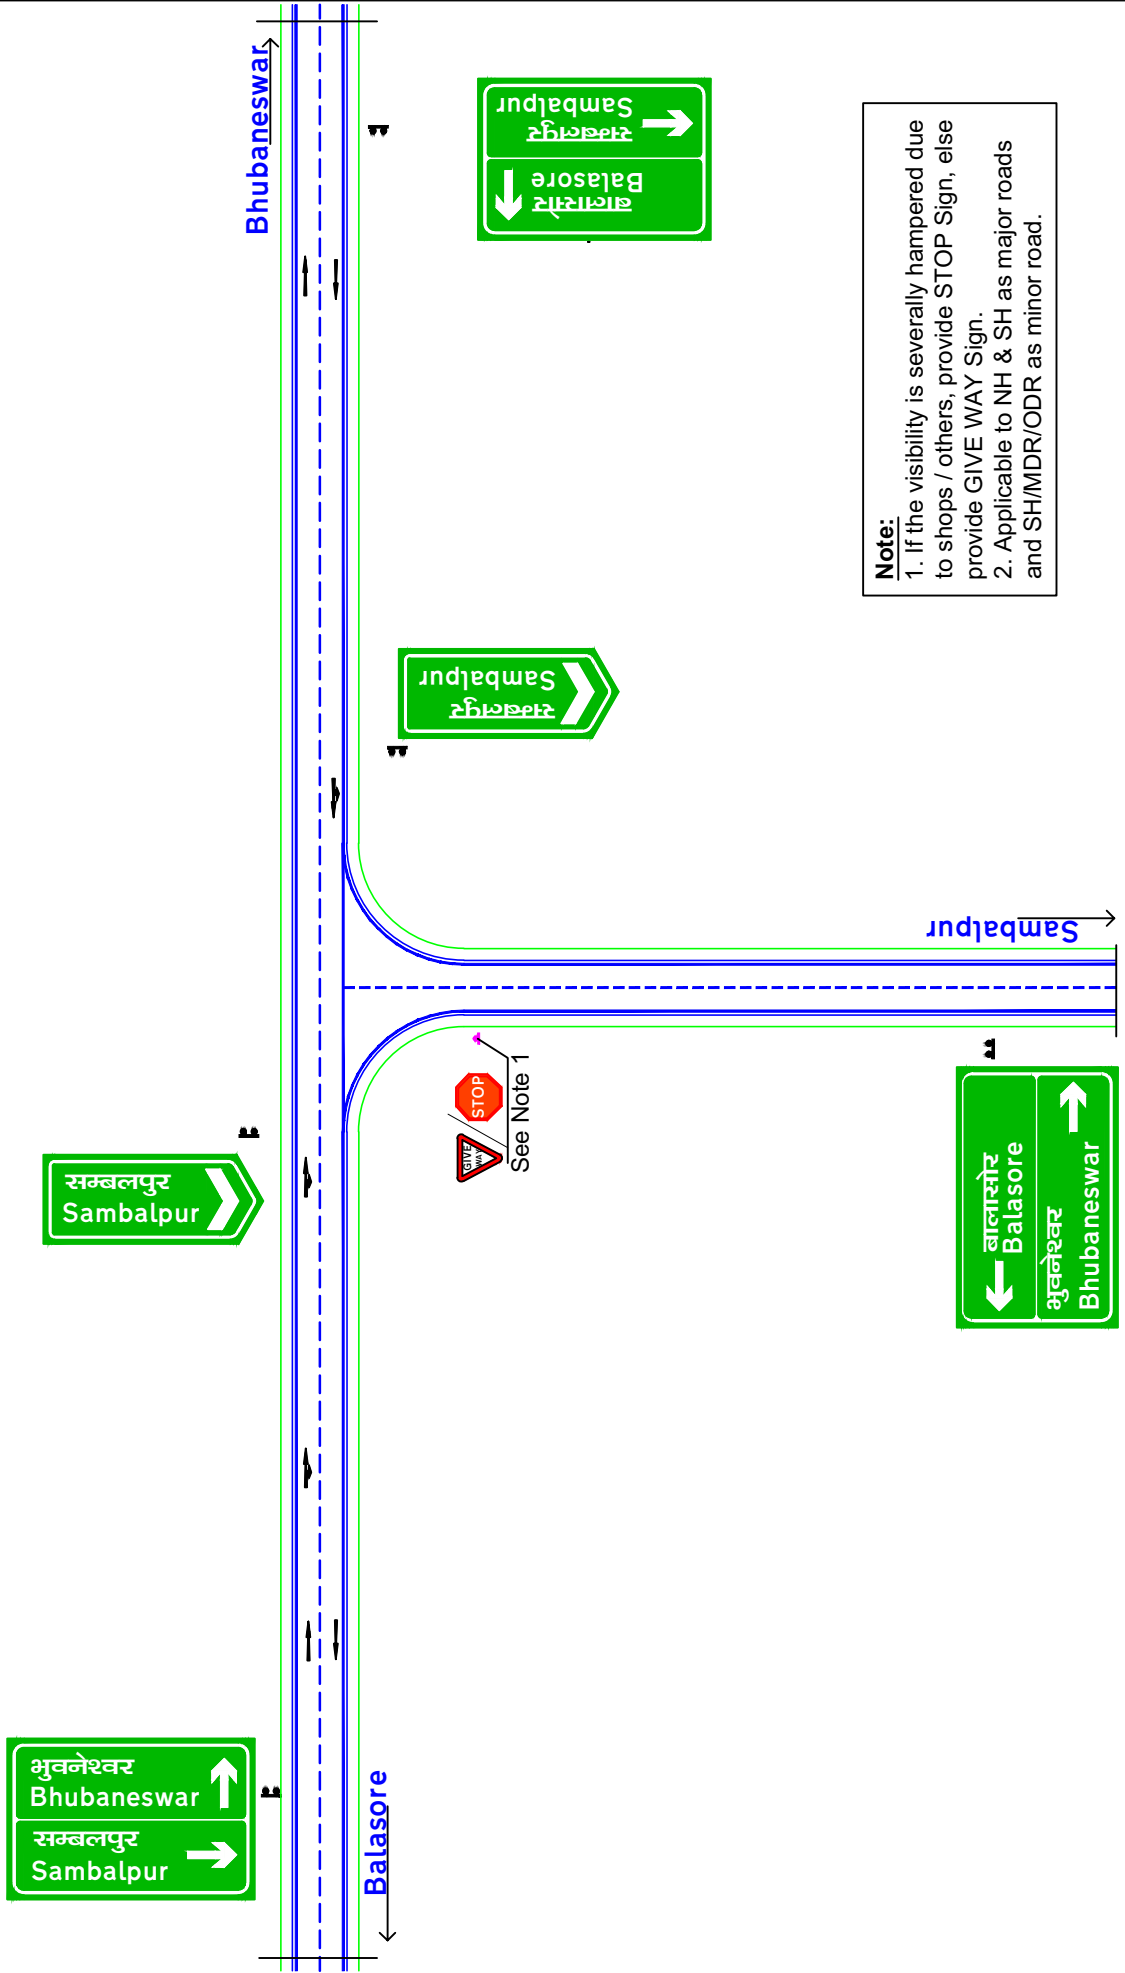 Bhubaneswar
सम्बलपुर
Sambalpur
बालासोर
Balasore
Note:
1. If the visibility is severally hampered due
to shops / others, provide STOP Sign, else
provide GIVE WAY Sign.
2. Applicable to NH & SH as major roads
and SH/MDR/ODR as minor road.
सम्बलपुर
Sambalpur
Sambalpur
STOP
GIVE
WAY
See Note 1
सम्बलपुर
Sambalpur
बालासोर
Balasore
भुवनेश्वर
Bhubaneswar
भुवनेश्वर
Bhubaneswar
सम्बलपुर
Sambalpur
Balasore